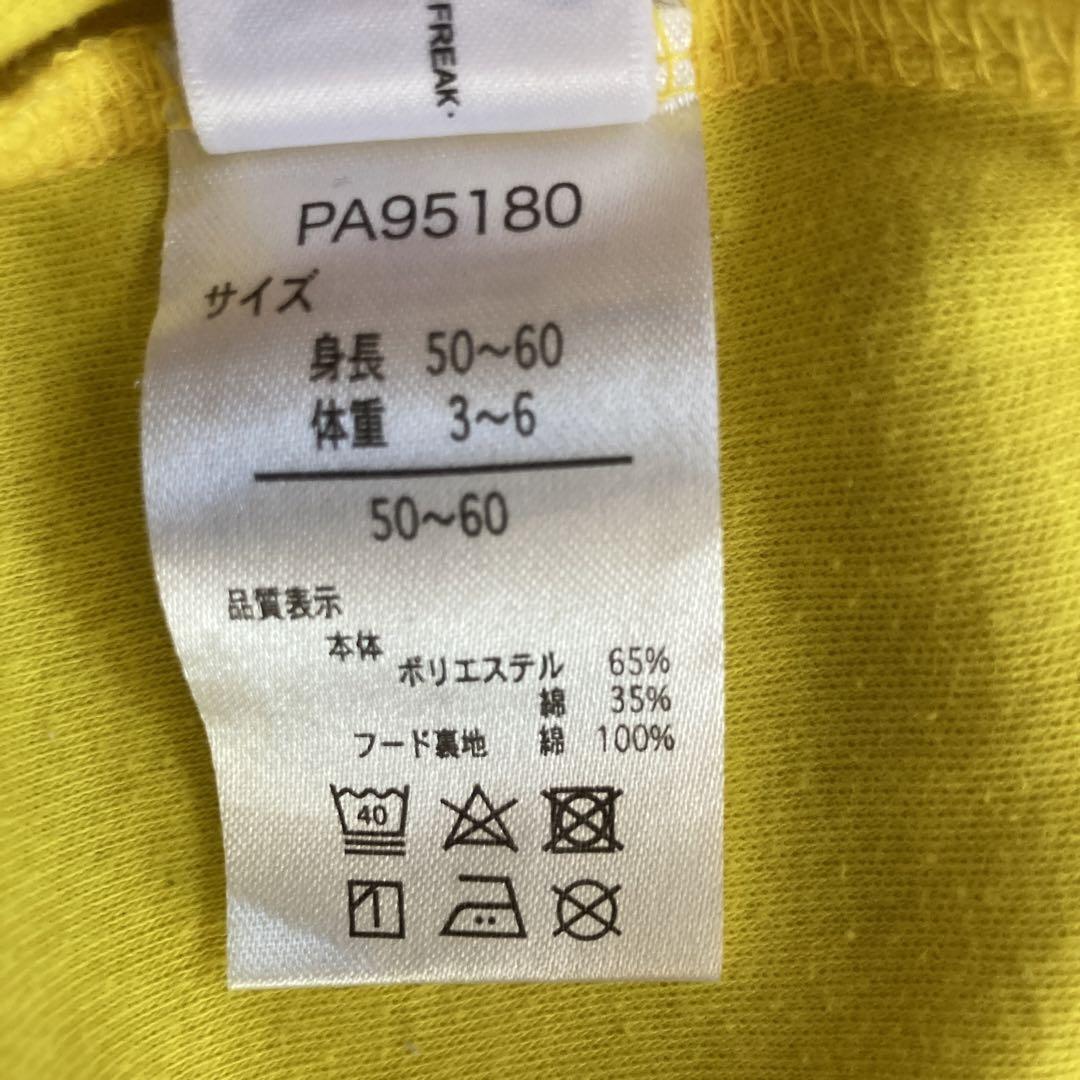 FREAK.
PA95180
サイズ
身長 50～60
体重 3～6
50～60
品質表示
本体
ポリエステル 65%
綿 35%
フード裏地 綿 100%
40